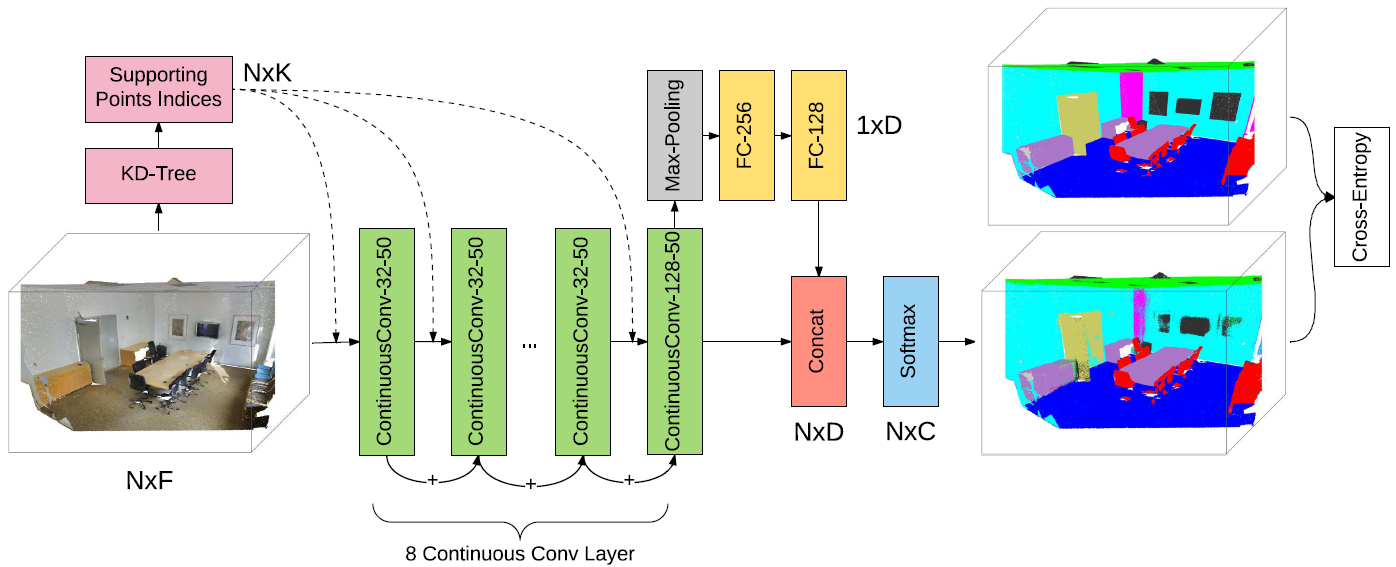 Supporting
Points Indices
NxK
KD-Tree
NxF
ContinuousConv-32-50
ContinuousConv-32-50
...
ContinuousConv-32-50
ContinuousConv-128-50
+
+
+
8 Continuous Conv Layer
Max-Pooling
FC-256
FC-128
1xD
Concat
NxD
Softmax
NxC
Cross-Entropy